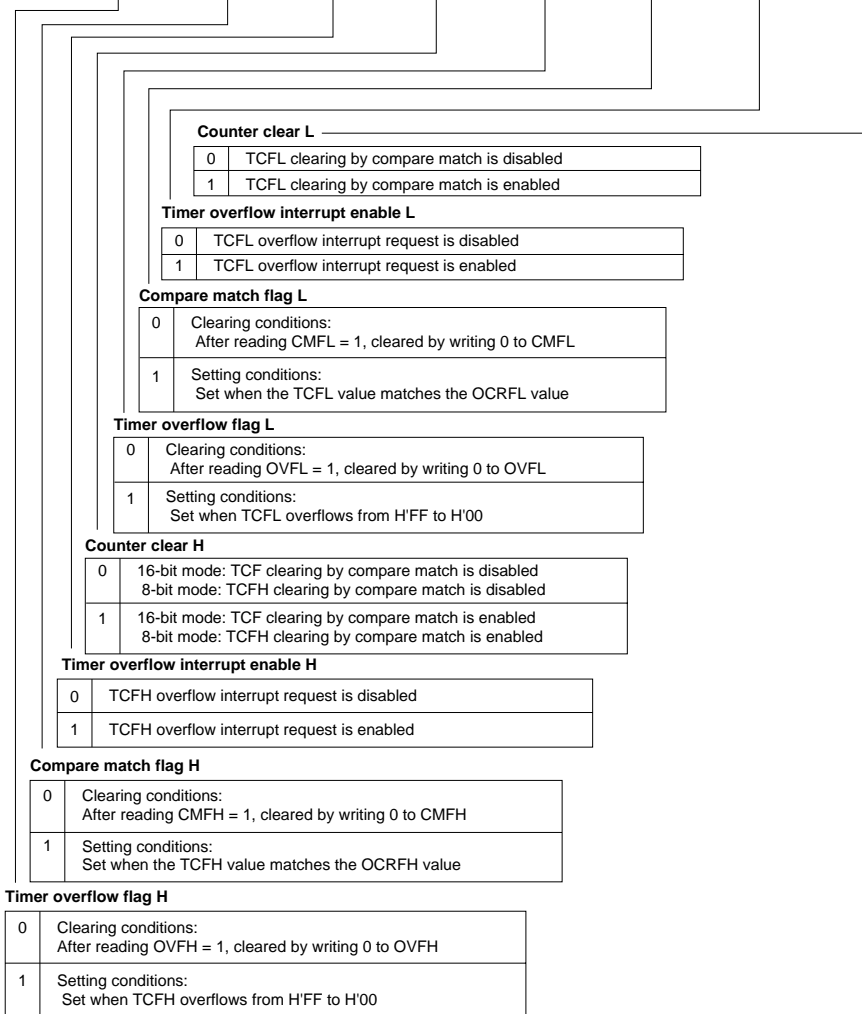 Counter clear L
0 TCFL clearing by compare match is disabled
1 TCFL clearing by compare match is enabled
Timer overflow interrupt enable L
0 TCFL overflow interrupt request is disabled
1 TCFL overflow interrupt request is enabled
Compare match flag L
0 Clearing conditions:
After reading CMFL = 1, cleared by writing 0 to CMFL
1 Setting conditions:
Set when the TCFL value matches the OCRFL value
Timer overflow flag L
0 Clearing conditions:
After reading OVFL = 1, cleared by writing 0 to OVFL
1 Setting conditions:
Set when TCFL overflows from H'FF to H'00
Counter clear H
0 16-bit mode: TCF clearing by compare match is disabled
8-bit mode: TCFH clearing by compare match is disabled
1 16-bit mode: TCF clearing by compare match is enabled
8-bit mode: TCFH clearing by compare match is enabled
Timer overflow interrupt enable H
0 TCFH overflow interrupt request is disabled
1 TCFH overflow interrupt request is enabled
Compare match flag H
0 Clearing conditions:
After reading CMFH = 1, cleared by writing 0 to CMFH
1 Setting conditions:
Set when the TCFH value matches the OCRFH value
Timer overflow flag H
0 Clearing conditions:
After reading OVFH = 1, cleared by writing 0 to OVFH
1 Setting conditions:
Set when TCFH overflows from H'FF to H'00